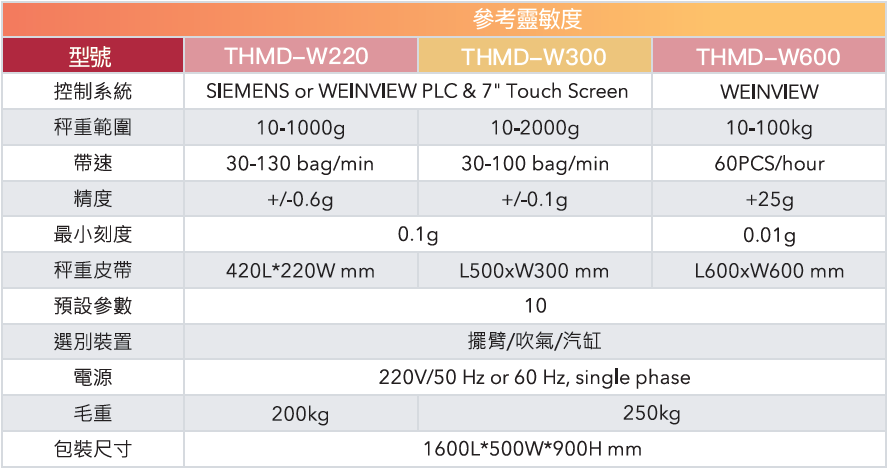 參考靈敏度
型號 THMD-W220 THMD-W300 THMD-W600
控制系統 SIEMENS or WEINVIEW PLC & 7" Touch Screen WEINVIEW
秤重範圍 10-1000g 10-2000g 10-100kg
帶速 30-130 bag/min 30-100 bag/min 60PCS/hour
精度 +/-0.6g +/-0.1g +25g
最小刻度 0.1g 0.01g
秤重皮帶 420L*220W mm L500xW300 mm L600xW600 mm
預設參數 10
選別裝置 擺臂/吹氣/汽缸
電源 220V/50 Hz or 60 Hz, single phase
毛重 200kg 250kg
包裝尺寸 1600L*500W*900H mm